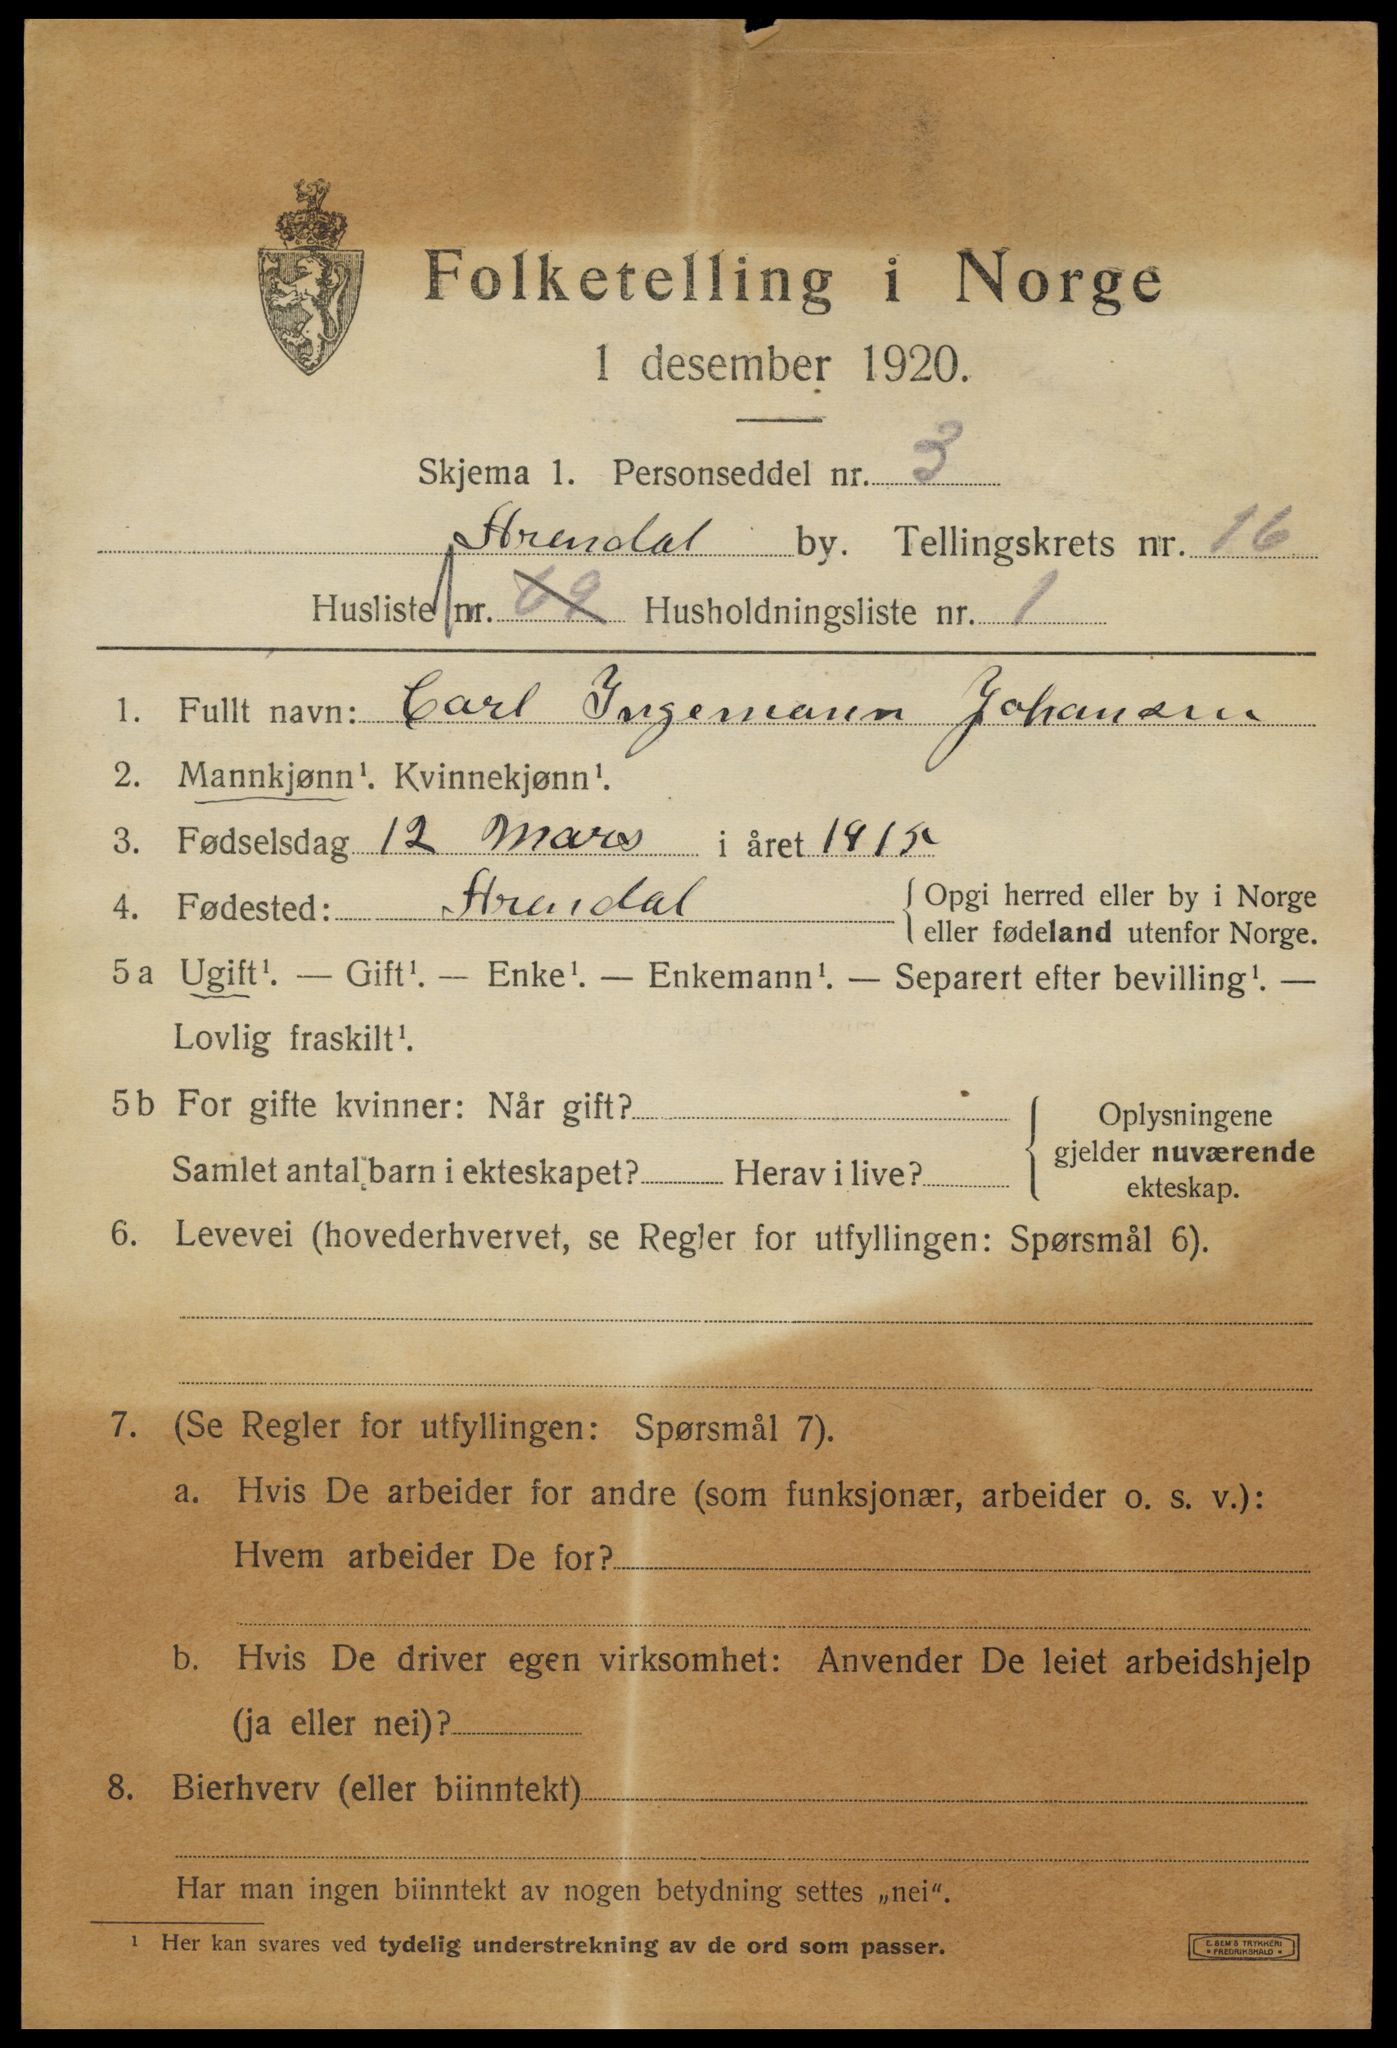 Folketelling i Norge
1 desember 1920.
Skjema 1. Personseddel nr. 3
Arendal by. Tellingskrets nr. 16
Husliste nr. 69 Husholdningsliste nr. 1
1. Fullt navn: Carl Ingemann Johansen
2. Mannkjønn¹. Kvinnekjønn¹.
3. Fødselsdag 12 Mars i året 1915
4. Fødested: Arendal { Opgi herred eller by i Norge
eller fødeland utenfor Norge.
5 a Ugift¹. — Gift¹. — Enke¹. — Enkemann¹. — Separert efter bevilling¹. —
Lovlig fraskilt¹.
5 b For gifte kvinner: Når gift? { Oplysningene
gjelder nuværende
Samlet antal barn i ekteskapet? Herav i live?
ekteskap.
6. Levevei (hovederhvervet, se Regler for utfyllingen: Spørsmål 6).
7. (Se Regler for utfyllingen: Spørsmål 7).
a. Hvis De arbeider for andre (som funksjonær, arbeider o. s. v.):
Hvem arbeider De for?
b. Hvis De driver egen virksomhet: Anvender De leiet arbeidshjelp
(ja eller nei)?
8. Bierhverv (eller biinntekt)
Har man ingen biinntekt av nogen betydning settes „nei“.
¹ Her kan svares ved tydelig understrekning av de ord som passer.
E. SEM'S TRYKKERI
• FREDRIKSHALD •